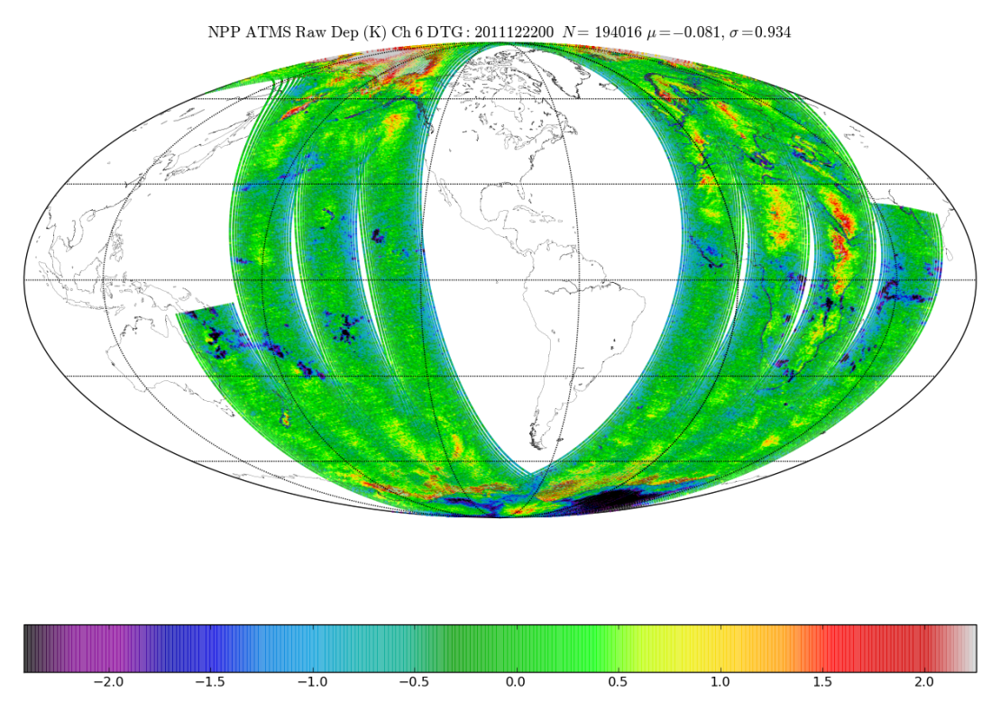 NPP ATMS Raw Dep (K) Ch 6 DTG : 2011122200 N = 194016 μ = −0.081, σ = 0.934
−2.0 −1.5 −1.0 −0.5 0.0 0.5 1.0 1.5 2.0